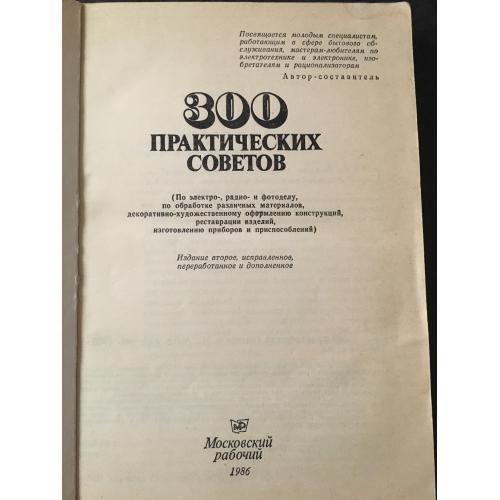 Посвящается молодым специалистам,
работающим в сфере бытового об-
служивания, мастерам-любителям по
электротехнике и электронике, изо-
бретателям и рационализаторам
Автор-составитель
300
ПРАКТИЧЕСКИХ
СОВЕТОВ
(По электро-, радио- и фотоделу,
по обработке различных материалов,
декоративно-художественному оформлению конструкций,
реставрации изделий,
изготовлению приборов и приспособлений)
Издание второе, исправленное,
переработанное и дополненное
МР
Московский
рабочий
1986